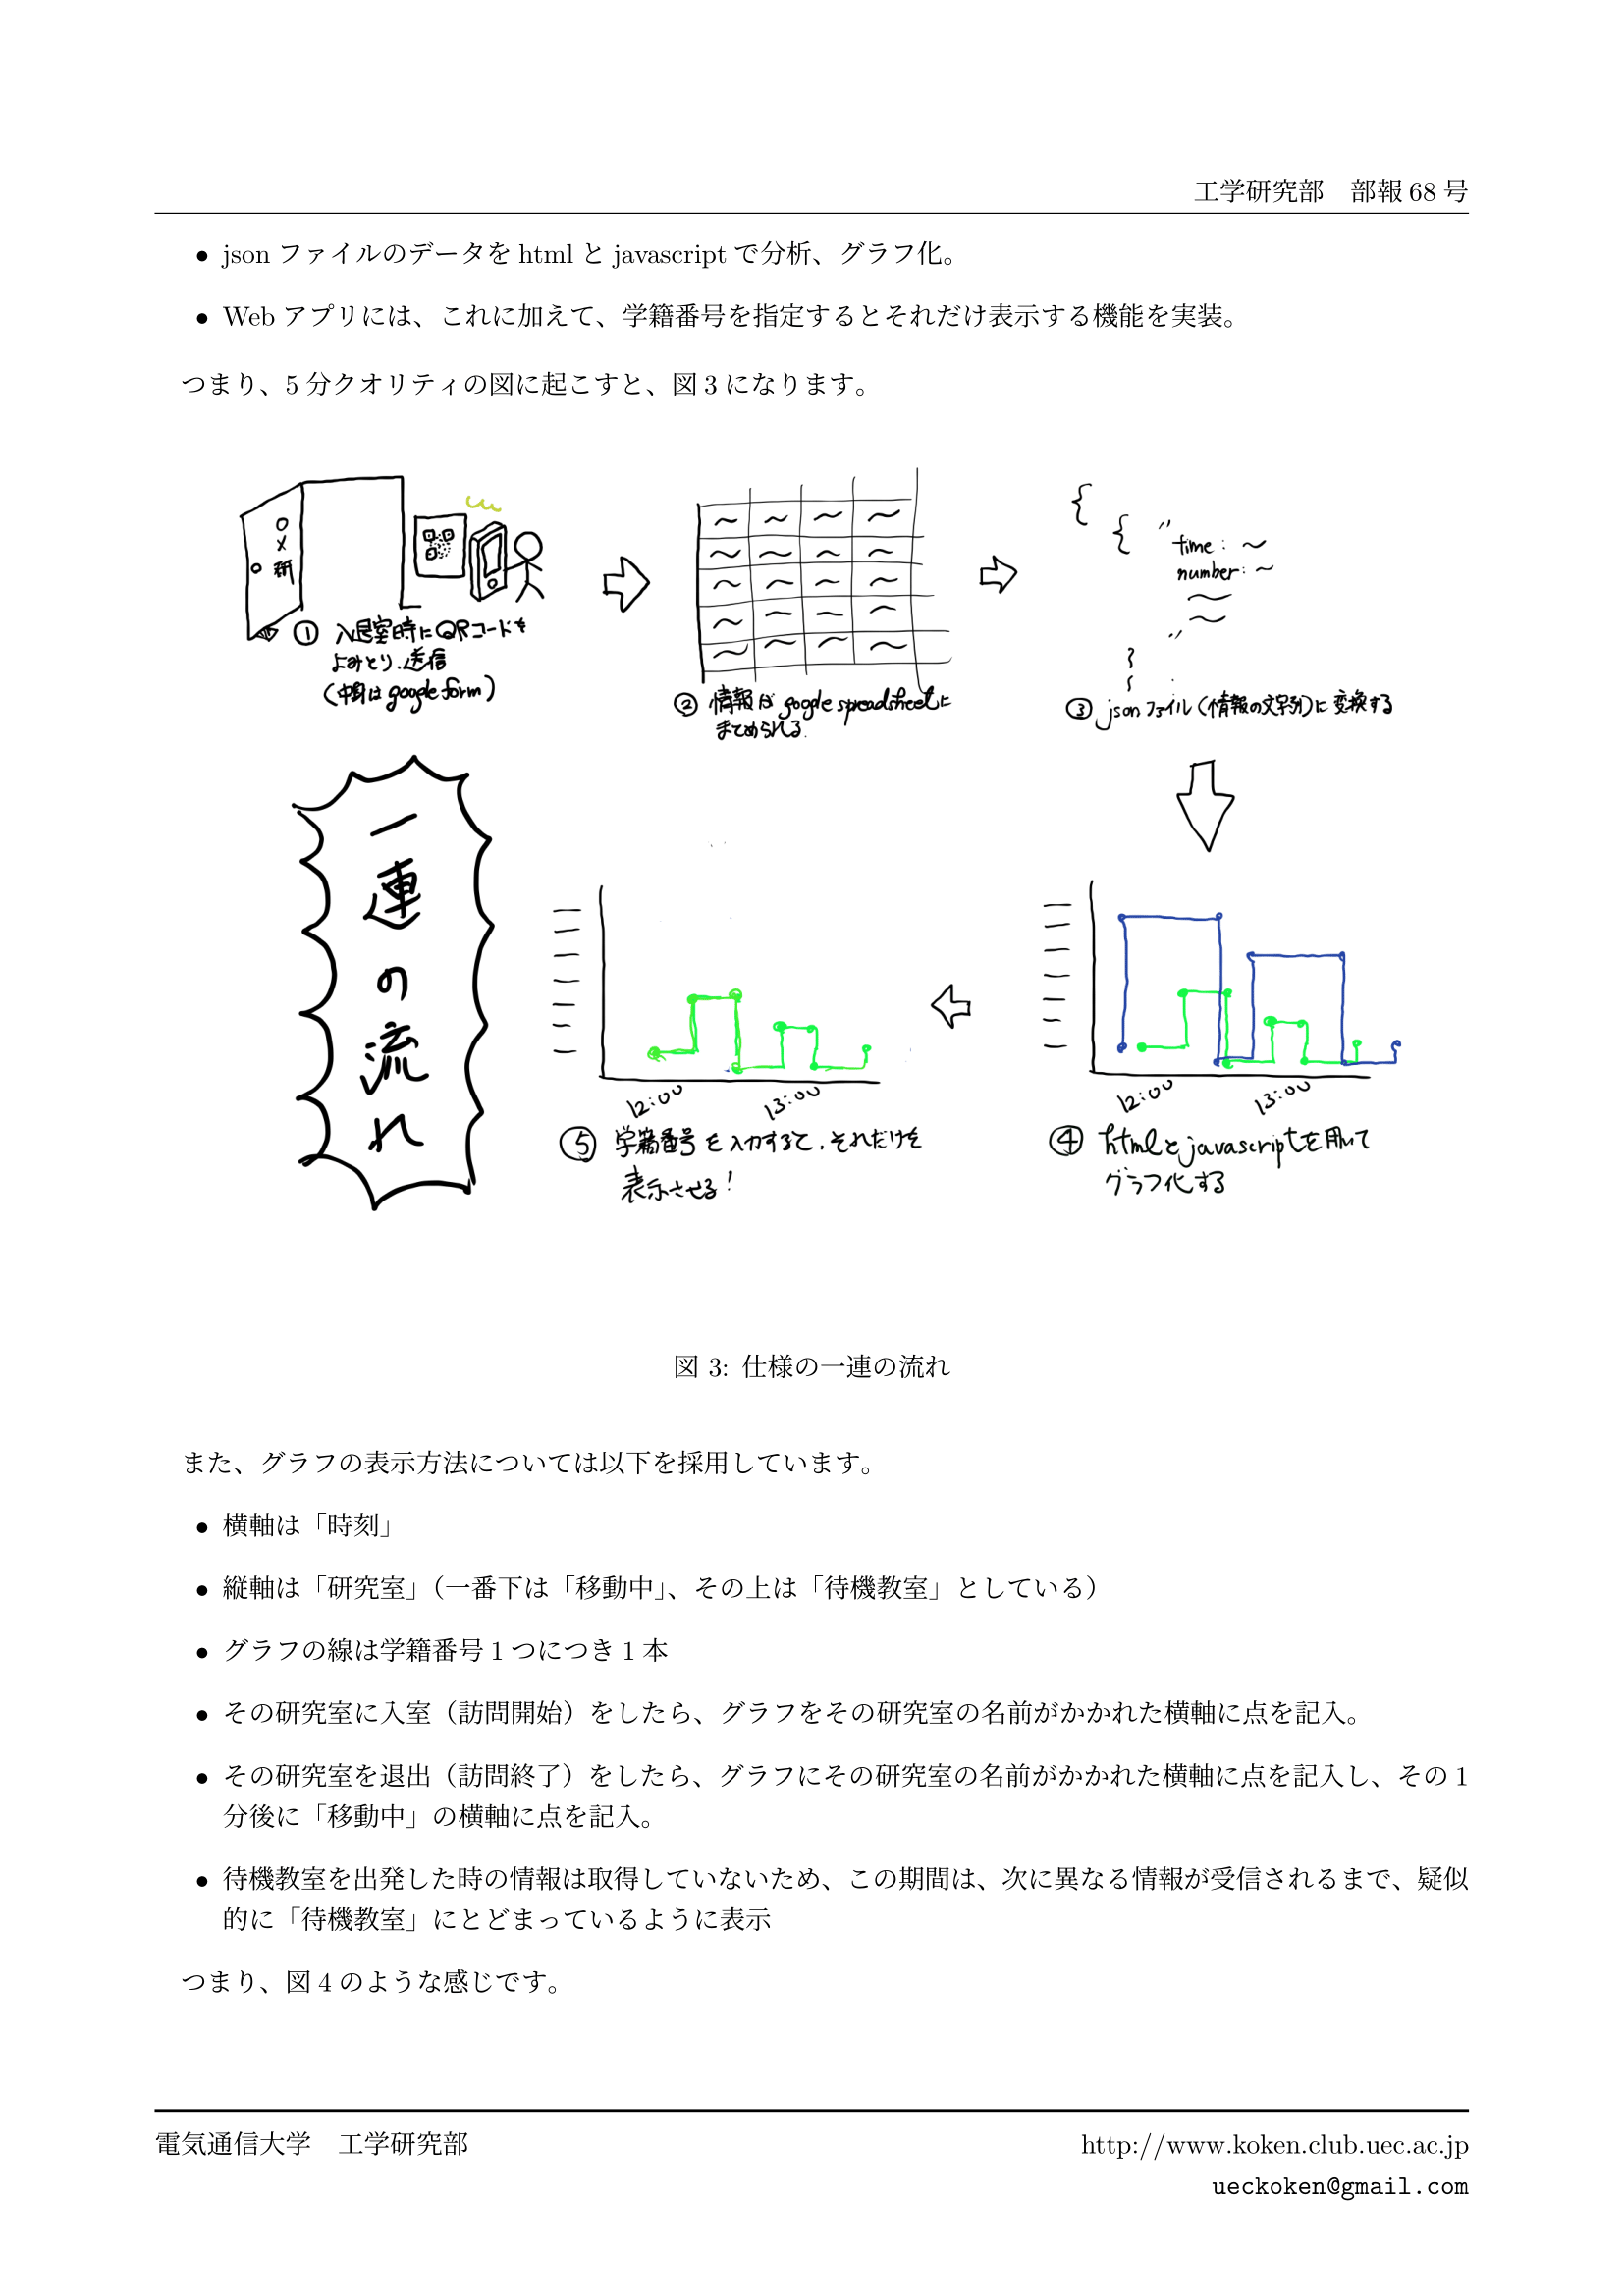 工学研究部　部報 68 号
• json ファイルのデータを html と javascript で分析、グラフ化。
• Web アプリには、これに加えて、学籍番号を指定するとそれだけ表示する機能を実装。
つまり、5 分クオリティの図に起こすと、図 3 になります。
○×研
① 入退室時にQRコードを
よみとり、送信
(中身は google form)
② 情報が google spreadsheetに
まとめられる.
{
{ "
time: ~
number: ~
"
}
}
③ jsonファイル(情報の文字列)に変換する
一連の流れ
12:00 13:00
⑤ 学籍番号を入力すると、それだけを
表示させる!
12:00 13:00
④ htmlとjavascriptを用いて
グラフ化する
図 3: 仕様の一連の流れ
また、グラフの表示方法については以下を採用しています。
• 横軸は「時刻」
• 縦軸は「研究室」（一番下は「移動中」、その上は「待機教室」としている）
• グラフの線は学籍番号 1 つにつき 1 本
• その研究室に入室（訪問開始）をしたら、グラフをその研究室の名前がかかれた横軸に点を記入。
• その研究室を退出（訪問終了）をしたら、グラフにその研究室の名前がかかれた横軸に点を記入し、その 1
分後に「移動中」の横軸に点を記入。
• 待機教室を出発した時の情報は取得していないため、この期間は、次に異なる情報が受信されるまで、疑似
的に「待機教室」にとどまっているように表示
つまり、図 4 のような感じです。
電気通信大学　工学研究部
http://www.koken.club.uec.ac.jp
ueckoken@gmail.com